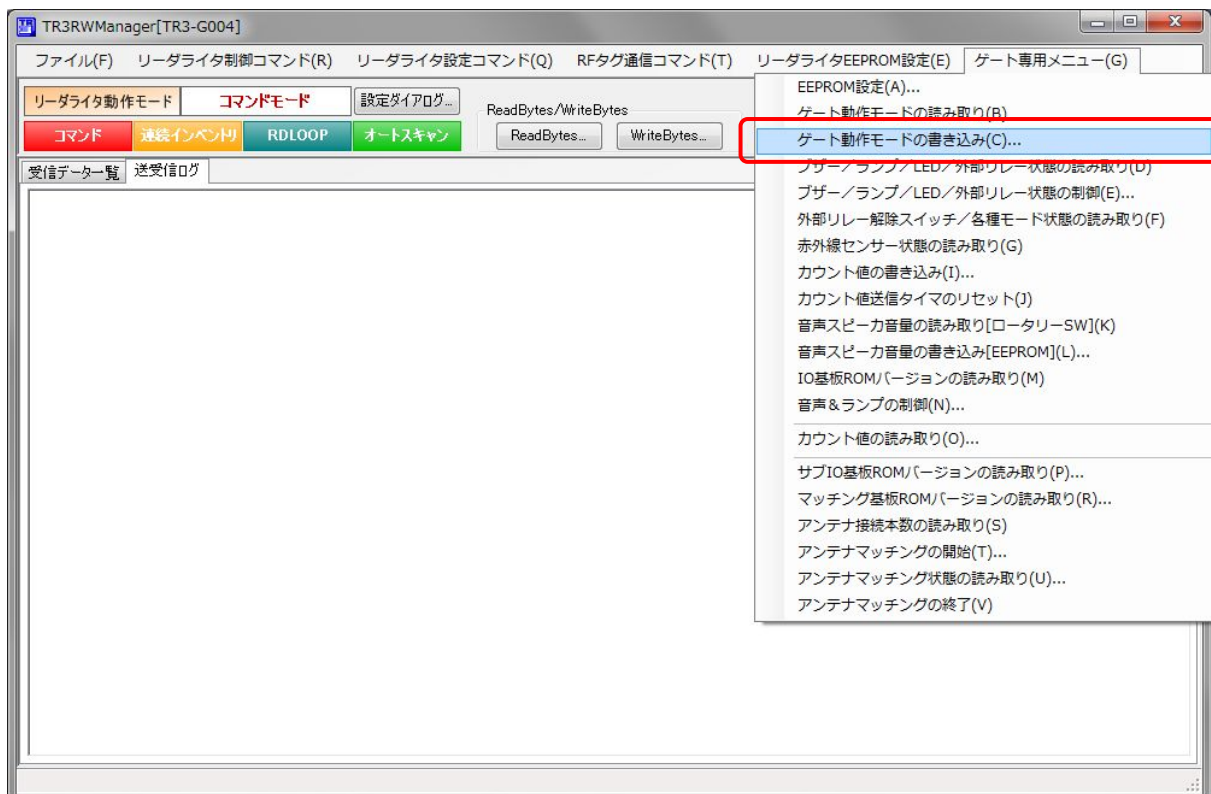 TR3RWManager[TR3-G004]
ファイル(F) リーダライタ制御コマンド(R) リーダライタ設定コマンド(Q) RFタグ通信コマンド(T) リーダライタEEPROM設定(E) ゲート専用メニュー(G)
リーダライタ動作モード コマンドモード 設定ダイアログ... ReadBytes/WriteBytes
コマンド 連続インベントリ RDLOOP オートスキャン ReadBytes... WriteBytes...
受信データ一覧 送受信ログ
EEPROM設定(A)...
ゲート動作モードの読み取り(B)
ゲート動作モードの書き込み(C)...
ブザー／ランプ／LED／外部リレー状態の読み取り(D)
ブザー／ランプ／LED／外部リレー状態の制御(E)...
外部リレー解除スイッチ／各種モード状態の読み取り(F)
赤外線センサー状態の読み取り(G)
カウント値の書き込み(I)...
カウント値送信タイマのリセット(J)
音声スピーカ音量の読み取り[ロータリーSW](K)
音声スピーカ音量の書き込み[EEPROM](L)...
IO基板ROMバージョンの読み取り(M)
音声＆ランプの制御(N)...
カウント値の読み取り(O)...
サブIO基板ROMバージョンの読み取り(P)...
マッチング基板ROMバージョンの読み取り(R)...
アンテナ接続本数の読み取り(S)
アンテナマッチングの開始(T)...
アンテナマッチング状態の読み取り(U)...
アンテナマッチングの終了(V)